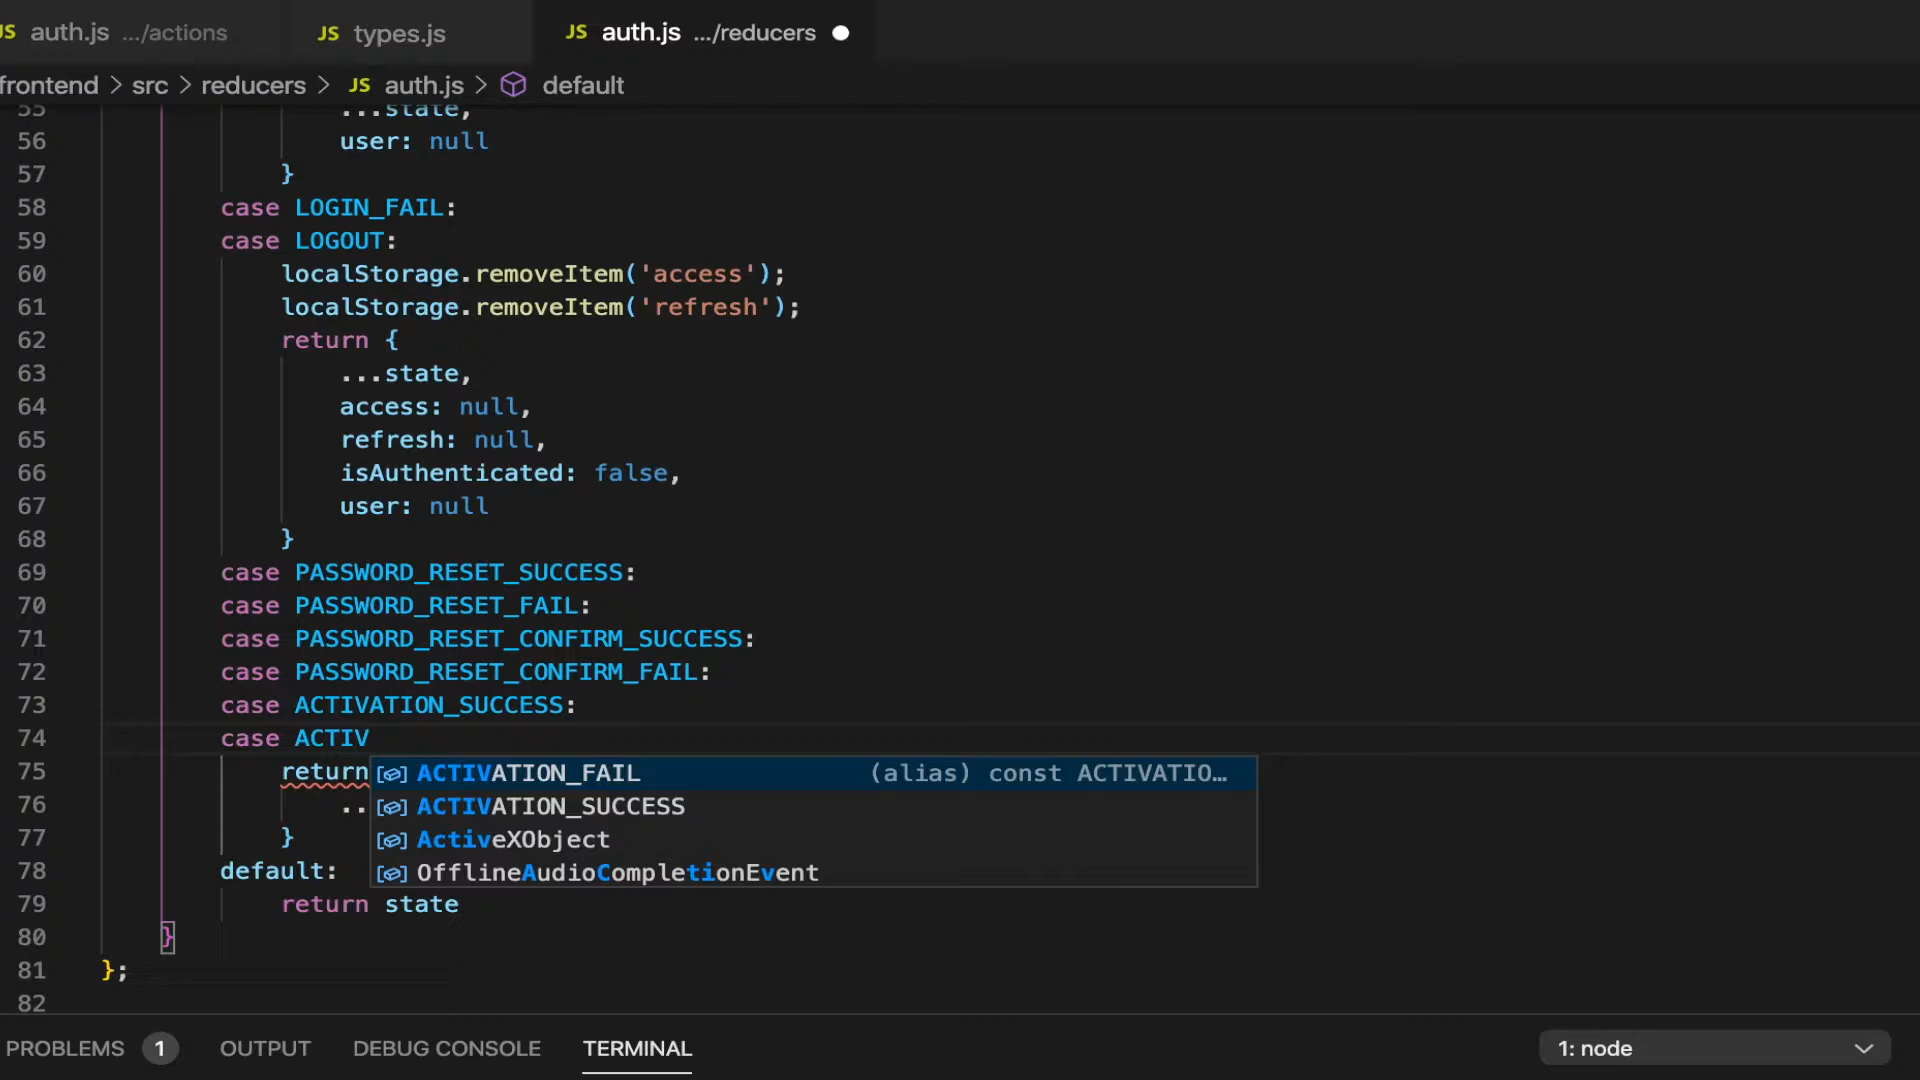 JS auth.js .../actions
JS types.js
JS auth.js .../reducers
frontend > src > reducers > JS auth.js > default
55 ...state,
56 user: null
57 }
58 case LOGIN_FAIL:
59 case LOGOUT:
60 localStorage.removeItem('access');
61 localStorage.removeItem('refresh');
62 return {
63 ...state,
64 access: null,
65 refresh: null,
66 isAuthenticated: false,
67 user: null
68 }
69 case PASSWORD_RESET_SUCCESS:
70 case PASSWORD_RESET_FAIL:
71 case PASSWORD_RESET_CONFIRM_SUCCESS:
72 case PASSWORD_RESET_CONFIRM_FAIL:
73 case ACTIVATION_SUCCESS:
74 case ACTIV
75 return
ACTIVATION_FAIL (alias) const ACTIVATIO...
76 ..
ACTIVATION_SUCCESS
77 }
ActiveXObject
78 default:
OfflineAudioCompletionEvent
79 return state
80 }
81 };
82
PROBLEMS 1 OUTPUT DEBUG CONSOLE TERMINAL 1: node